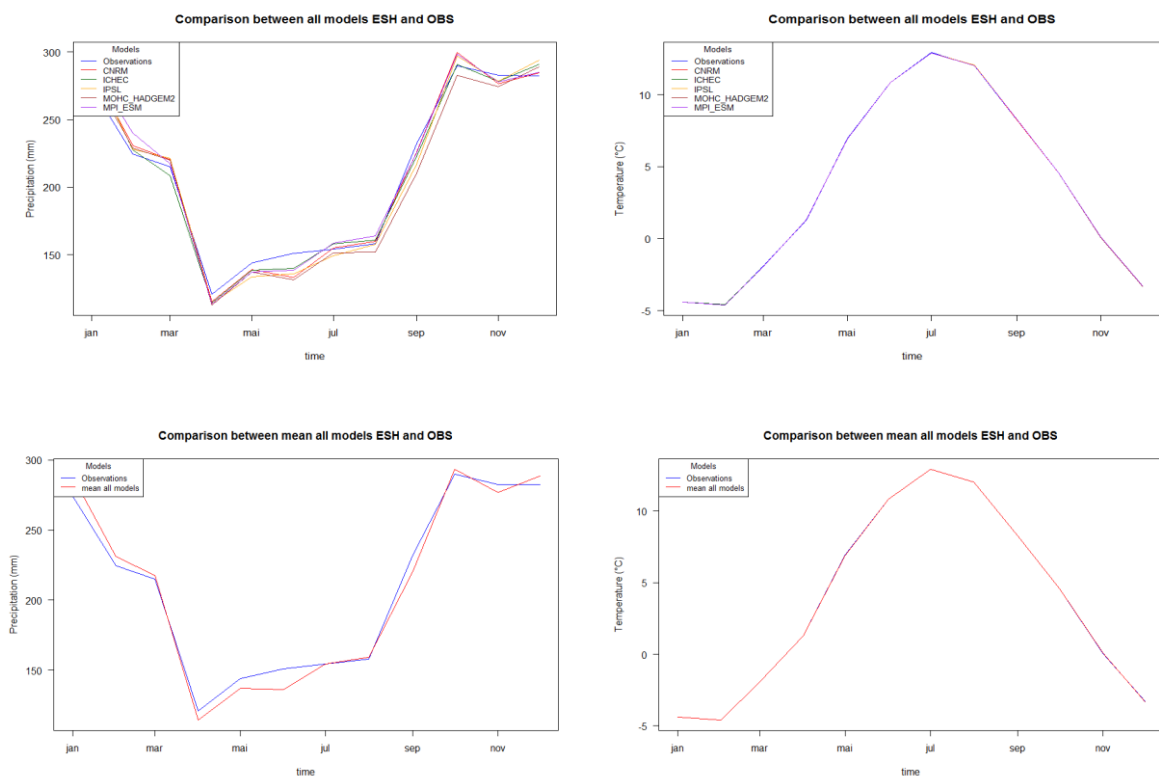 Comparison between all models ESH and OBS
Models
Observations
CNRM
ICHEC
IPSL
MOHC_HADGEM2
MPI_ESM
Precipitation (mm)
300
250
200
150
jan
mar
mai
jul
sep
nov
time
Comparison between all models ESH and OBS
Models
Observations
CNRM
ICHEC
IPSL
MOHC_HADGEM2
MPI_ESM
Temperature (°C)
10
5
0
-5
jan
mar
mai
jul
sep
nov
time
Comparison between mean all models ESH and OBS
Models
Observations
mean all models
Precipitation (mm)
300
250
200
150
jan
mar
mai
jul
sep
nov
time
Comparison between mean all models ESH and OBS
Models
Observations
mean all models
Temperature (°C)
10
5
0
-5
jan
mar
mai
jul
sep
nov
time